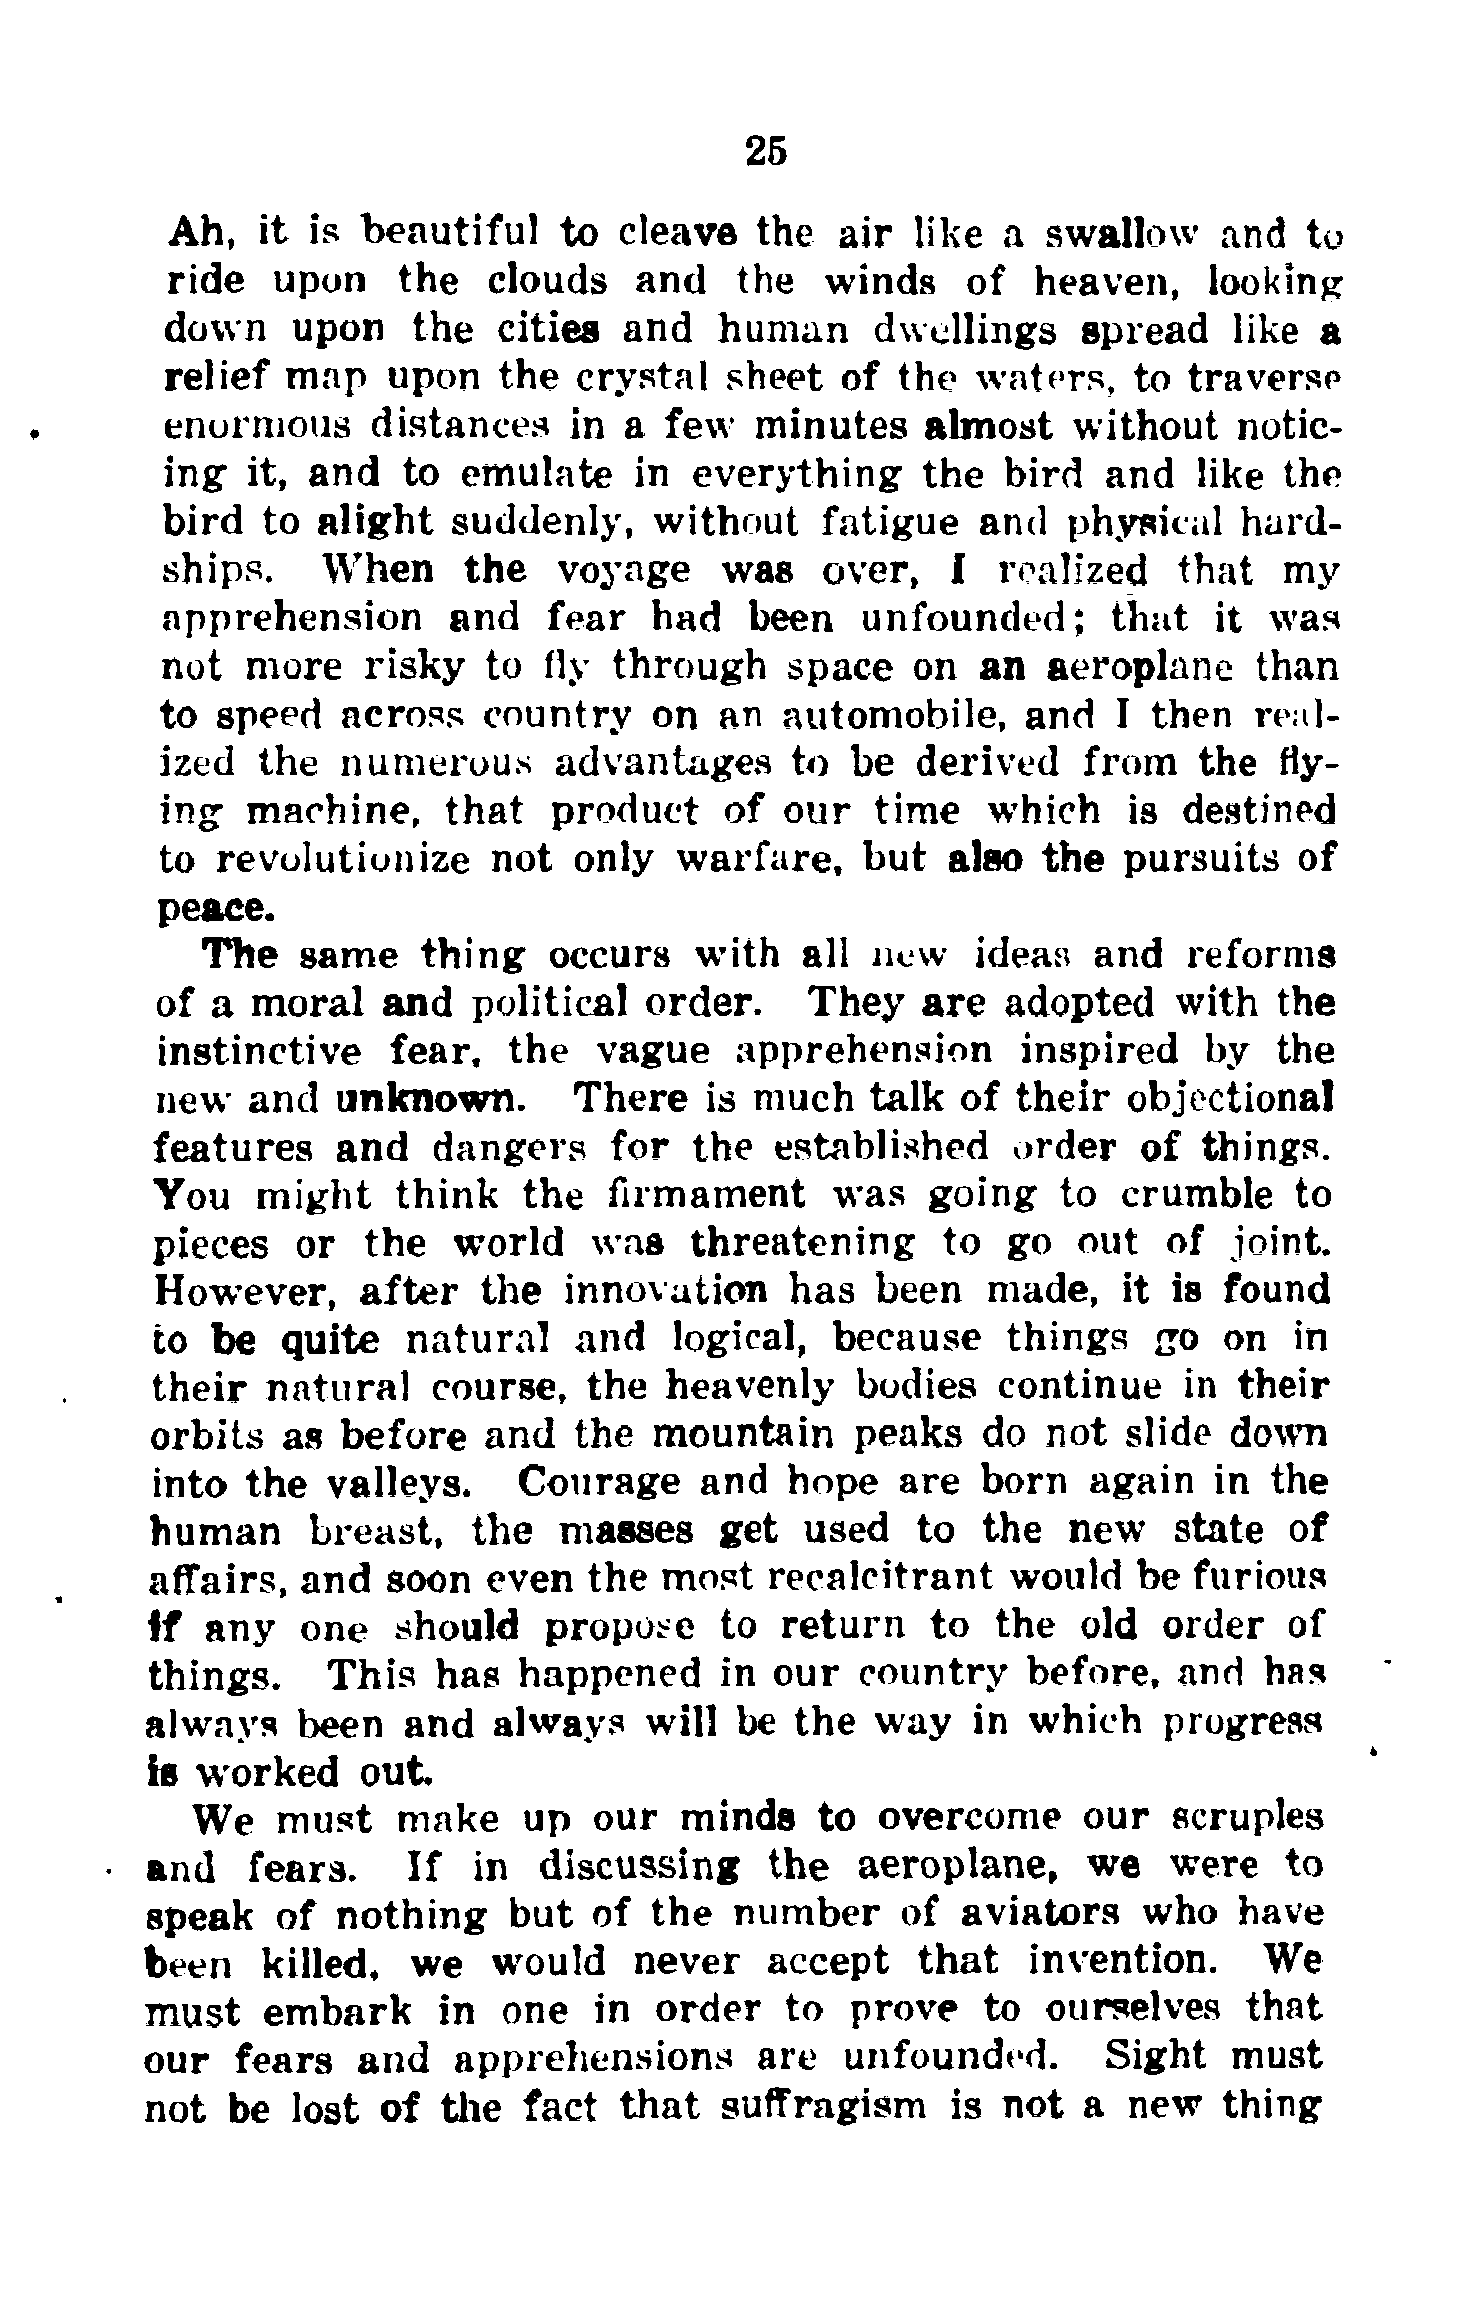 25
Ah, it is beautiful to cleave the air like a swallow and to
ride upon the clouds and the winds of heaven, looking
down upon the cities and human dwellings spread like a
relief map upon the crystal sheet of the waters, to traverse
enormous distances in a few minutes almost without notic-
ing it, and to emulate in everything the bird and like the
bird to alight suddenly, without fatigue and physical hard-
ships. When the voyage was over, I realized that my
apprehension and fear had been unfounded; that it was
not more risky to fly through space on an aeroplane than
to speed across country on an automobile, and I then real-
ized the numerous advantages to be derived from the fly-
ing machine, that product of our time which is destined
to revolutionize not only warfare, but also the pursuits of
peace.
The same thing occurs with all new ideas and reforms
of a moral and political order. They are adopted with the
instinctive fear, the vague apprehension inspired by the
new and unknown. There is much talk of their objectional
features and dangers for the established order of things.
You might think the firmament was going to crumble to
pieces or the world was threatening to go out of joint.
However, after the innovation has been made, it is found
to be quite natural and logical, because things go on in
their natural course, the heavenly bodies continue in their
orbits as before and the mountain peaks do not slide down
into the valleys. Courage and hope are born again in the
human breast, the masses get used to the new state of
affairs, and soon even the most recalcitrant would be furious
if any one should propose to return to the old order of
things. This has happened in our country before, and has
always been and always will be the way in which progress
is worked out.
We must make up our minds to overcome our scruples
and fears. If in discussing the aeroplane, we were to
speak of nothing but of the number of aviators who have
been killed, we would never accept that invention. We
must embark in one in order to prove to ourselves that
our fears and apprehensions are unfounded. Sight must
not be lost of the fact that suffragism is not a new thing